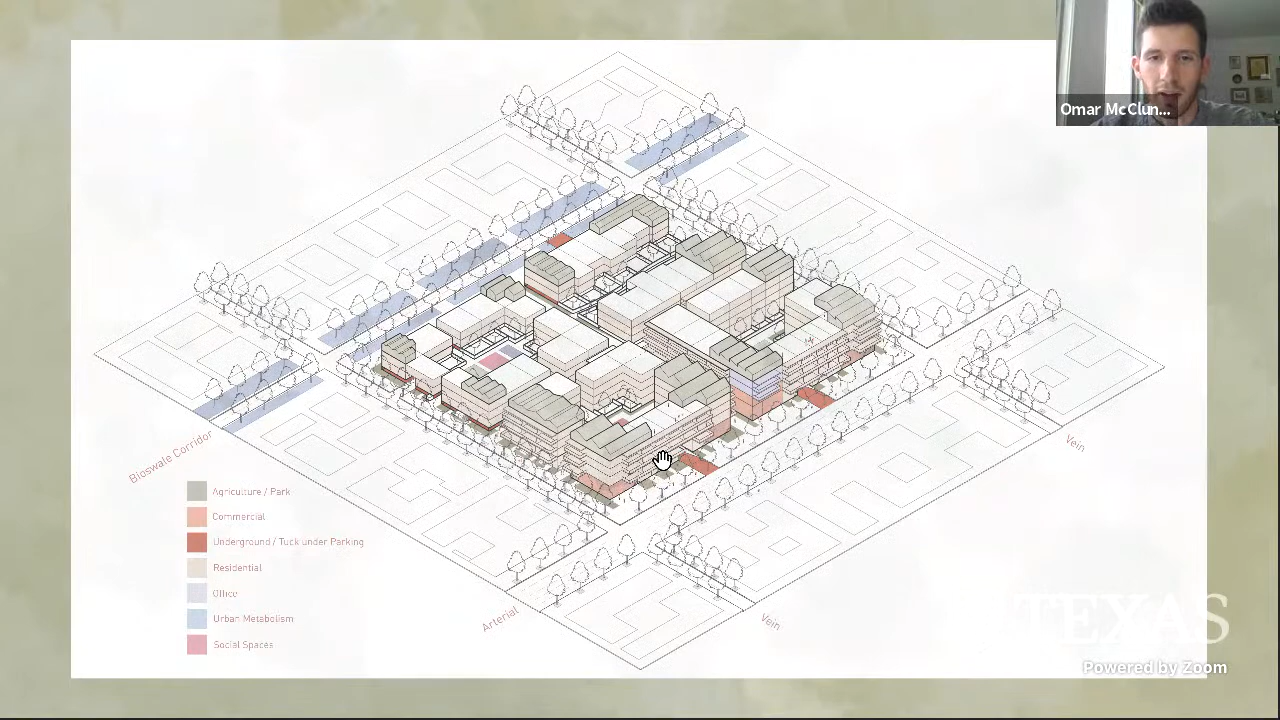 Omar McClun...
Bioswale Corridor
Vein
Agriculture / Park
Commercial
Underground / Tuck under Parking
Residential
Office
Urban Metabolism
Social Spaces
Arterial
Vein
TEXAS
Powered by Zoom